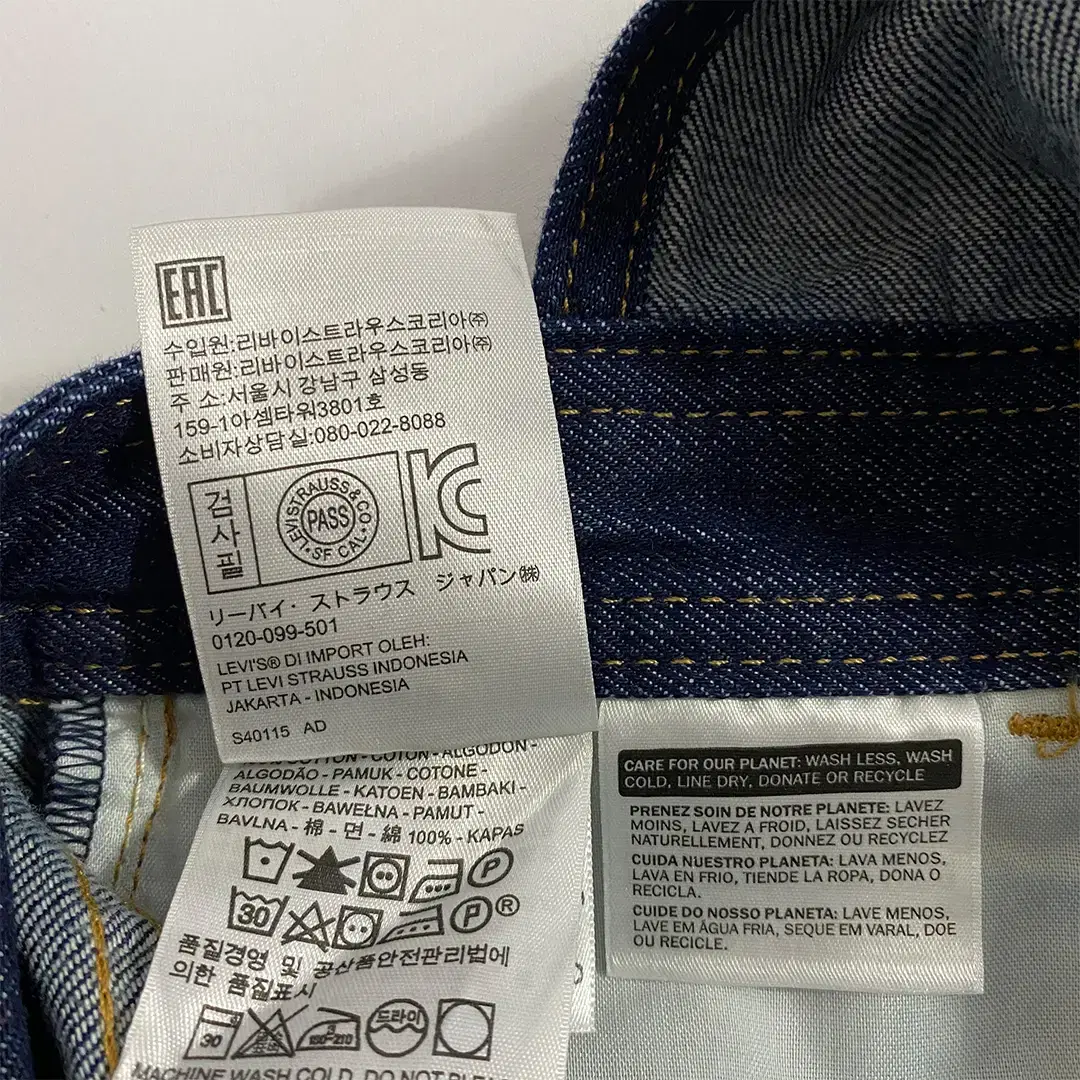 EAC
수입원:리바이스트라우스코리아㈜
판매원:리바이스트라우스코리아㈜
주 소:서울시 강남구 삼성동
159-1아셈타워3801호
소비자상담실:080-022-8088
검사필
LEVI STRAUSS & CO.
PASS
• SF CAL •
KC
リーバイ・ストラウス ジャパン㈱
0120-099-501
LEVI'S® DI IMPORT OLEH:
PT LEVI STRAUSS INDONESIA
JAKARTA - INDONESIA
S40115 AD
COTTON - COTON - ALGODON -
ALGODÃO - PAMUK - COTONE -
BAUMWOLLE - KATOEN - BAMBAKI -
ХЛОПОК - BAWEŁNA - PAMUT -
BAVLNA - 棉 - 면 - 綿 100% - KAPAS
P
30 P®
품질경영 및 공산품안전관리법에
의한 품질표시
30 드라이
MACHINE WASH COLD, DO NOT
CARE FOR OUR PLANET: WASH LESS, WASH
COLD, LINE DRY, DONATE OR RECYCLE
PRENEZ SOIN DE NOTRE PLANETE: LAVEZ
MOINS, LAVEZ A FROID, LAISSEZ SECHER
NATURELLEMENT, DONNEZ OU RECYCLEZ
CUIDA NUESTRO PLANETA: LAVA MENOS,
LAVA EN FRIO, TIENDE LA ROPA, DONA O
RECICLA.
CUIDE DO NOSSO PLANETA: LAVE MENOS,
LAVE EM ÁGUA FRIA, SEQUE EM VARAL, DOE
OU RECICLE.